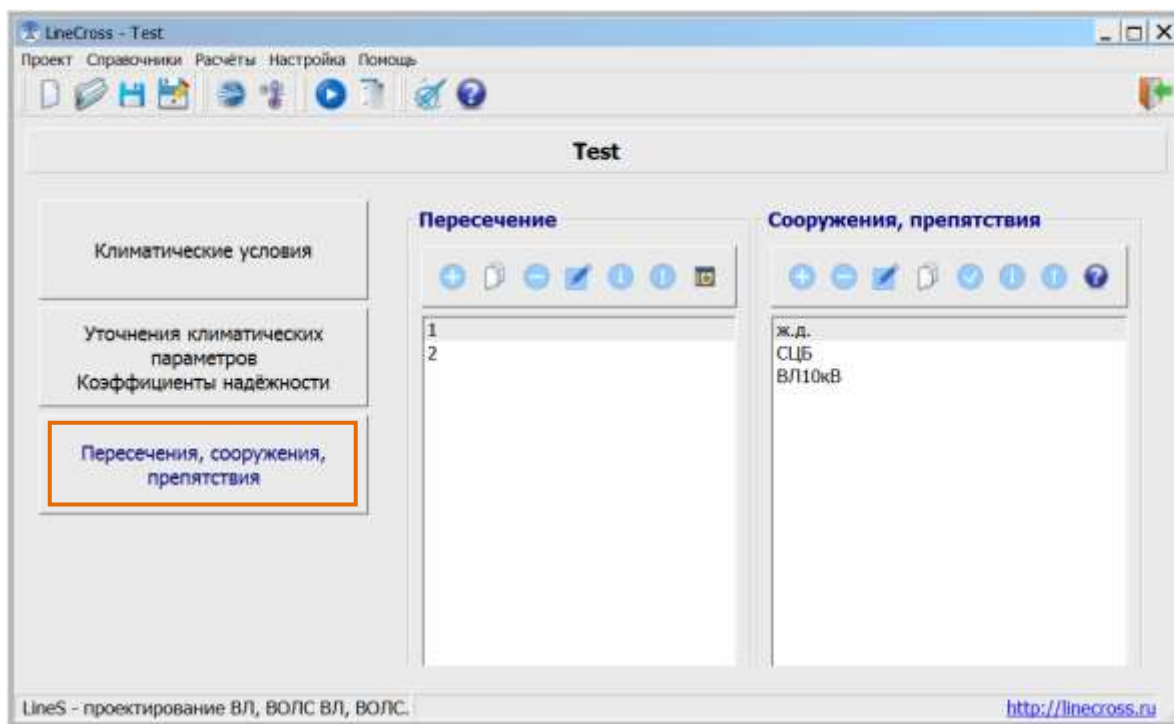 LineCross - Test
Проект Справочники Расчёты Настройка Помощь
Test
Климатические условия
Уточнения климатических
параметров
Коэффициенты надёжности
Пересечения, сооружения,
препятствия
Пересечение
1
2
Сооружения, препятствия
ж.д.
СЦБ
ВЛ10кВ
LineS - проектирование ВЛ, ВОЛС ВЛ, ВОЛС.
http://linecross.ru